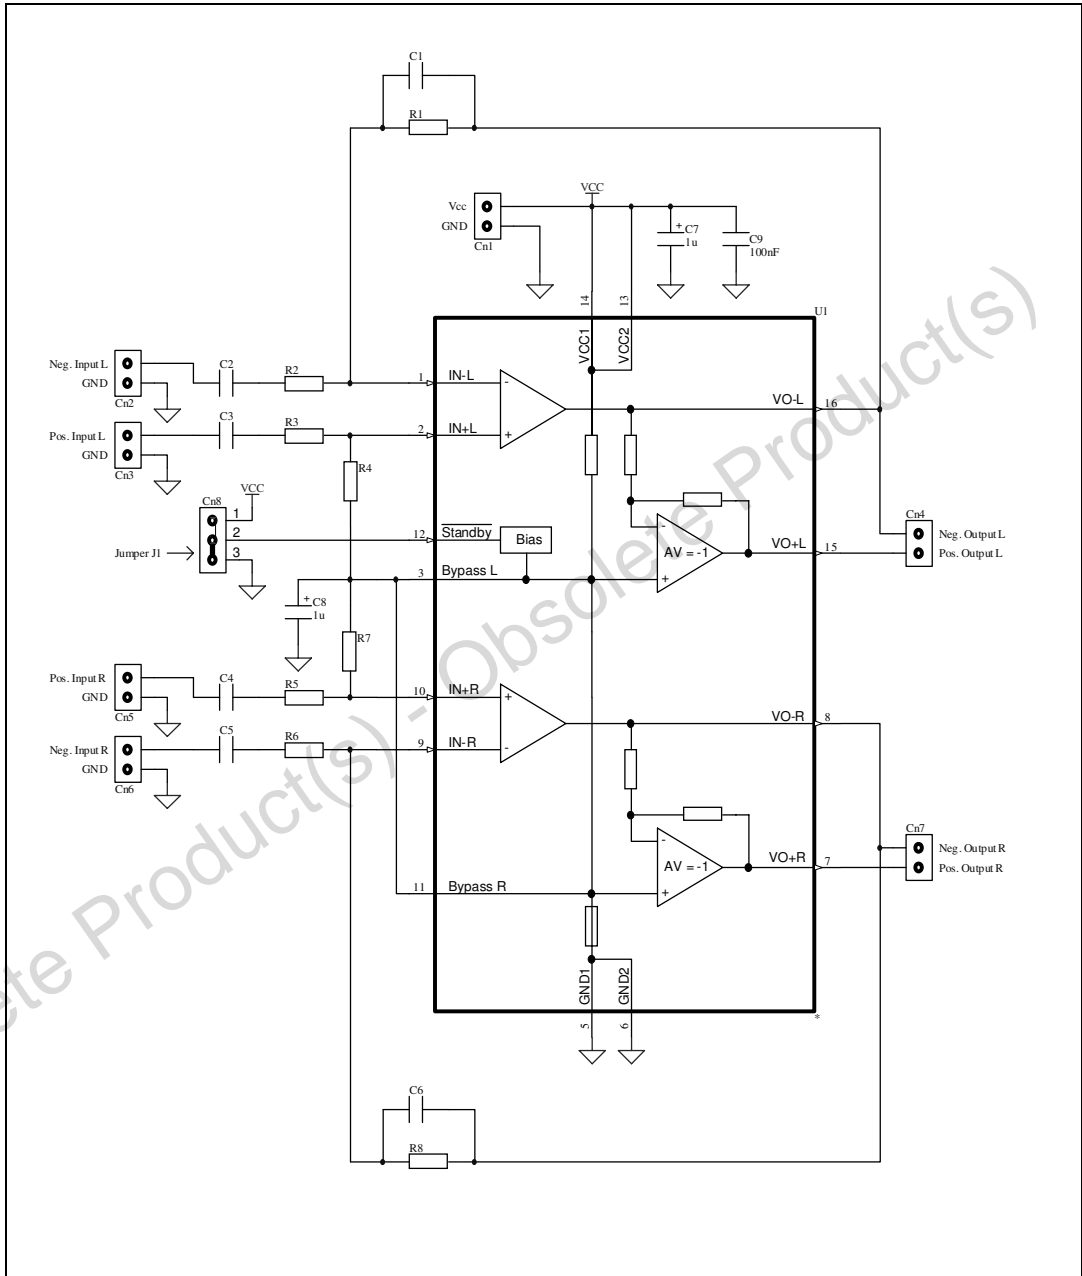 C1
R1
VCC
Vcc
GND
Cn1
+
C7
1u
C9
100nF
14
13
U1
VCC1
VCC2
Neg. Input L
GND
Cn2
C2
R2
1
IN-L
-
VO-L
16
Pos. Input L
GND
Cn3
C3
R3
2
IN+L
+
R4
Cn8
VCC
1
2
3
Jumper J1
12
Standby
Bias
-
AV = -1
+
VO+L
15
Cn4
Neg. Output L
Pos. Output L
3
Bypass L
+
C8
1u
R7
Pos. Input R
GND
Cn5
C4
R5
10
IN+R
+
VO-R
8
Neg. Input R
GND
Cn6
C5
R6
9
IN-R
-
-
AV = -1
+
VO+R
7
Cn7
Neg. Output R
Pos. Output R
11
Bypass R
GND1
GND2
5
6
*
C6
R8
ete Product(s) - Obsolete Product(s)